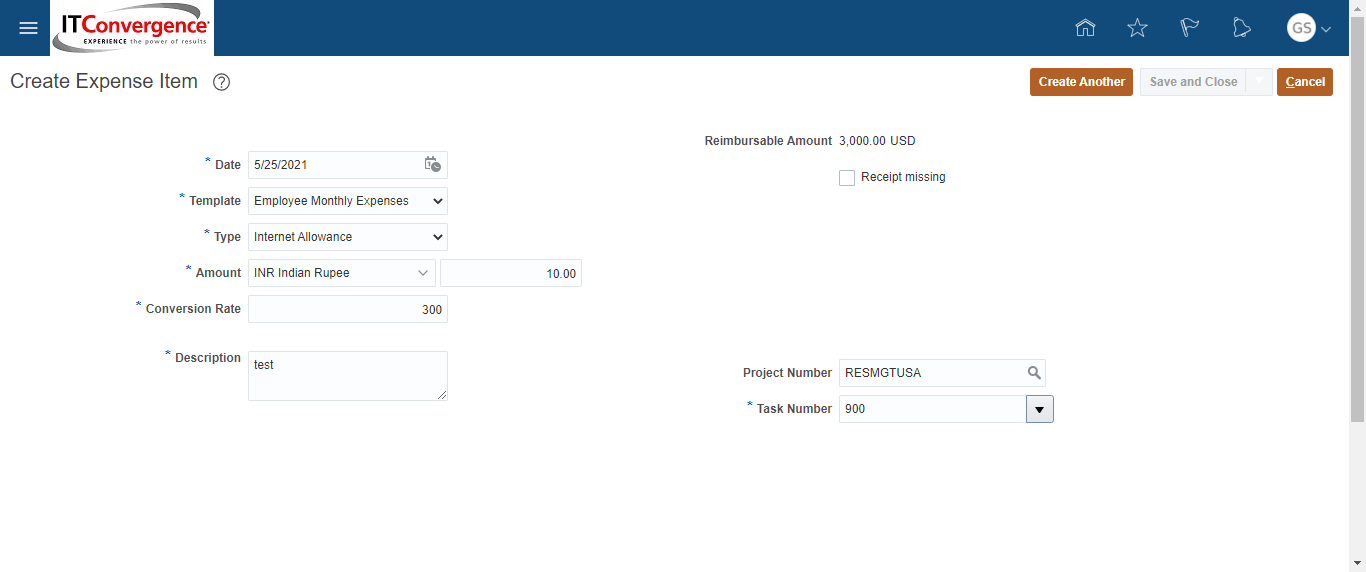 ITConvergence
EXPERIENCE the power of results
GS
Create Expense Item ?
Create Another
Save and Close
Cancel
Reimbursable Amount 3,000.00 USD
* Date 5/25/2021
Receipt missing
* Template Employee Monthly Expenses
* Type Internet Allowance
* Amount INR Indian Rupee 10.00
* Conversion Rate 300
* Description test
Project Number RESMGTUSA
* Task Number 900